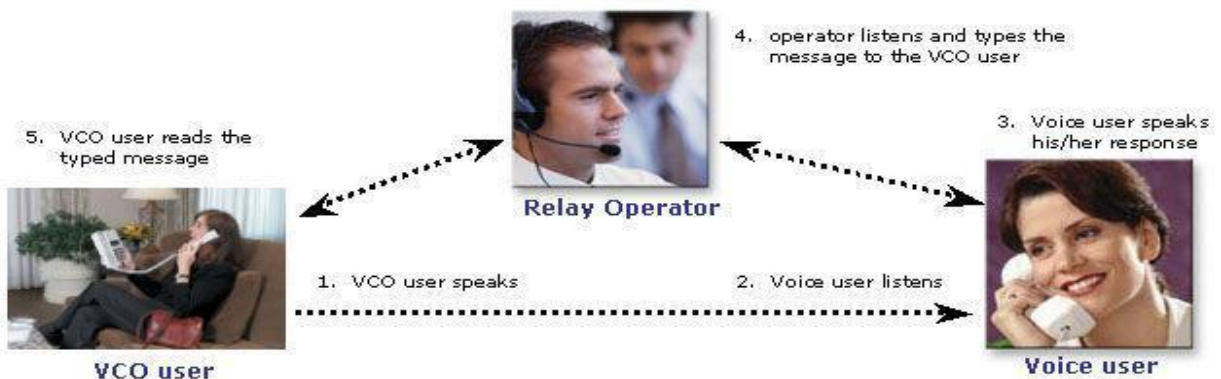 4. operator listens and types the
message to the VCO user
5. VCO user reads the
typed message
3. Voice user speaks
his/her response
Relay Operator
1. VCO user speaks
2. Voice user listens
VCO user
Voice user